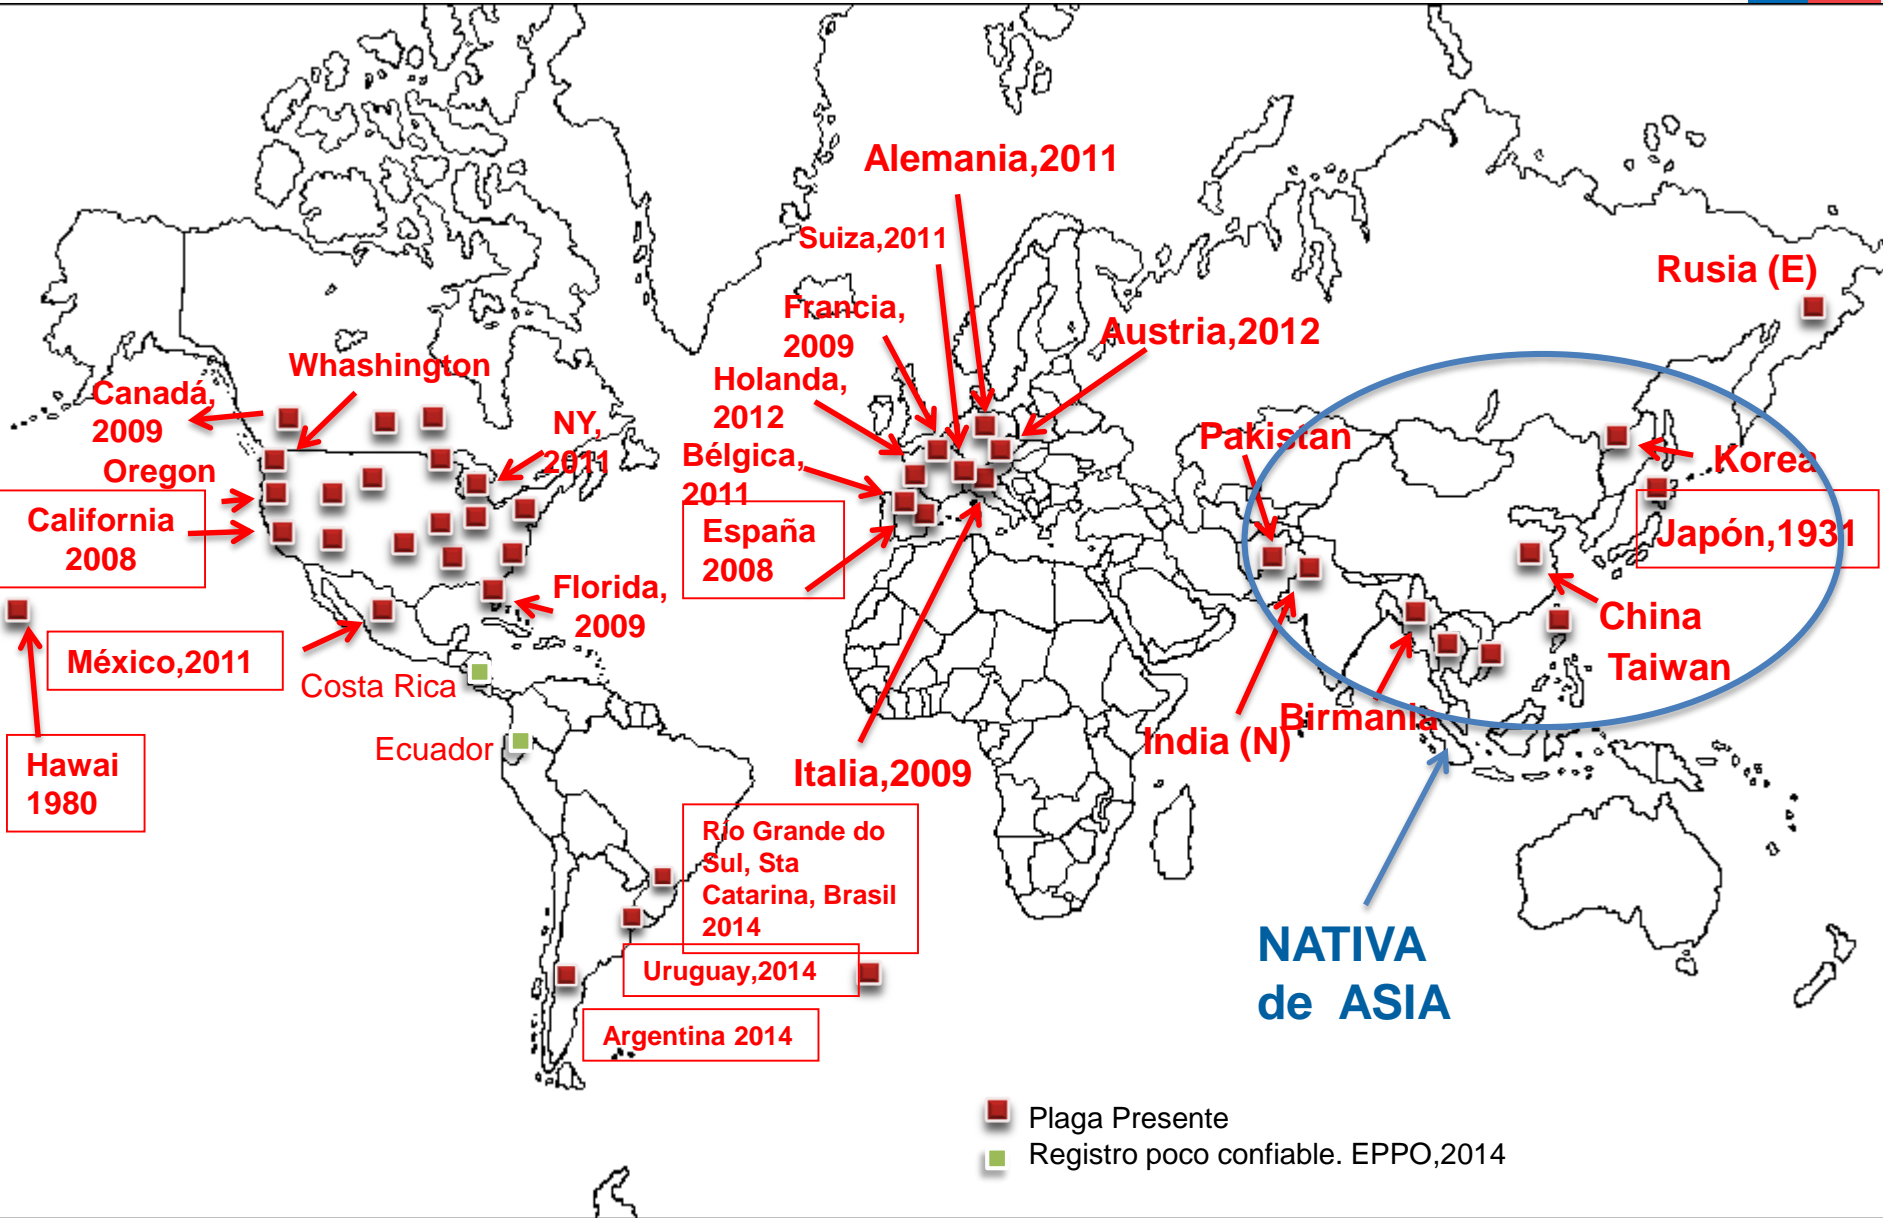 Alemania,2011
Suiza,2011
Rusia (E)
Francia,
2009
Austria,2012
Whashington
Holanda,
2012
Canadá,
2009
NY,
2011
Pakistan
Korea
Oregon
Bélgica,
2011
California
2008
España
2008
Japón,1931
Florida,
2009
China
Taiwan
México,2011
Costa Rica
Birmania
India (N)
Ecuador
Italia,2009
Hawai
1980
Río Grande do
Sul, Sta
Catarina, Brasil
2014
NATIVA
de ASIA
Uruguay,2014
Argentina 2014
Plaga Presente
Registro poco confiable. EPPO,2014